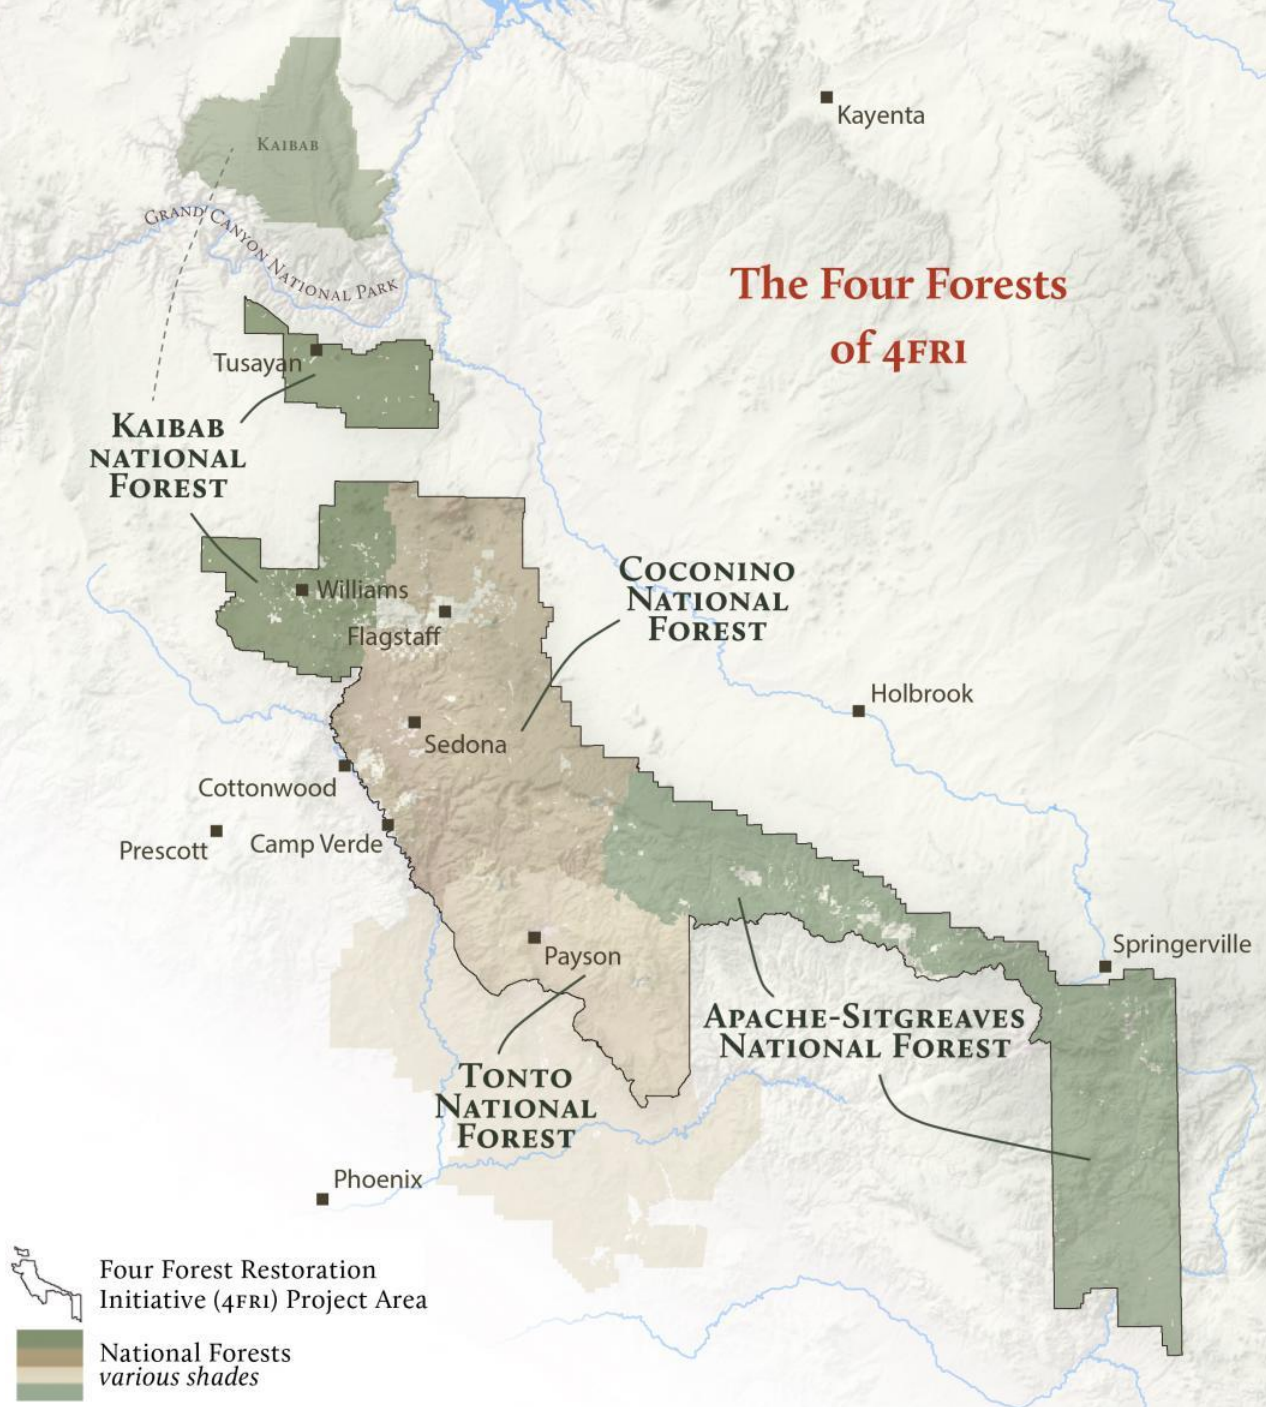 Kayenta
KAIBAB
GRAND CANYON NATIONAL PARK
The Four Forests
of 4FRI
Tusayan
KAIBAB
NATIONAL
FOREST
Williams
Flagstaff
COCONINO
NATIONAL
FOREST
Holbrook
Sedona
Cottonwood
Prescott
Camp Verde
Payson
Springerville
APACHE-SITGREAVES
NATIONAL FOREST
TONTO
NATIONAL
FOREST
Phoenix
Four Forest Restoration
Initiative (4FRI) Project Area
National Forests
various shades